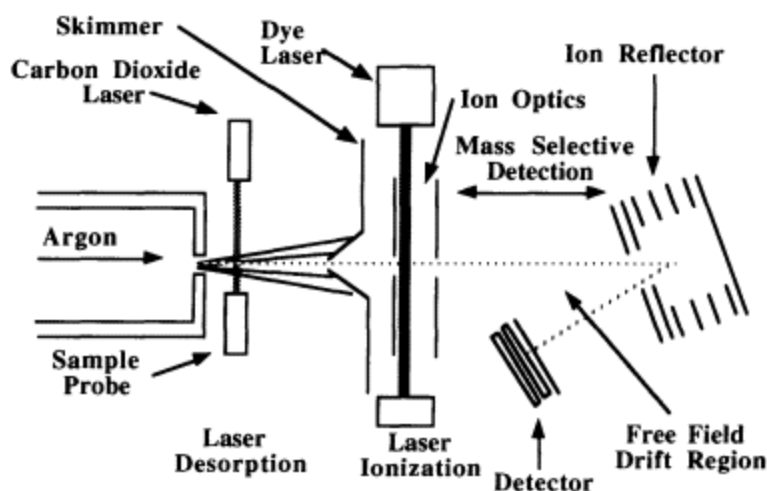 Skimmer
Dye
Laser
Ion Reflector
Carbon Dioxide
Laser
Ion Optics
Mass Selective
Detection
Argon
Sample
Probe
Laser
Desorption
Laser
Ionization
Detector
Free Field
Drift Region